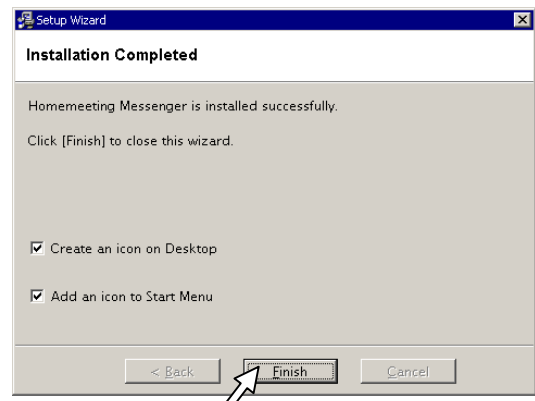 Setup Wizard
Installation Completed
Homemeeting Messenger is installed successfully.
Click [Finish] to close this wizard.
Create an icon on Desktop
Add an icon to Start Menu
< Back Finish Cancel